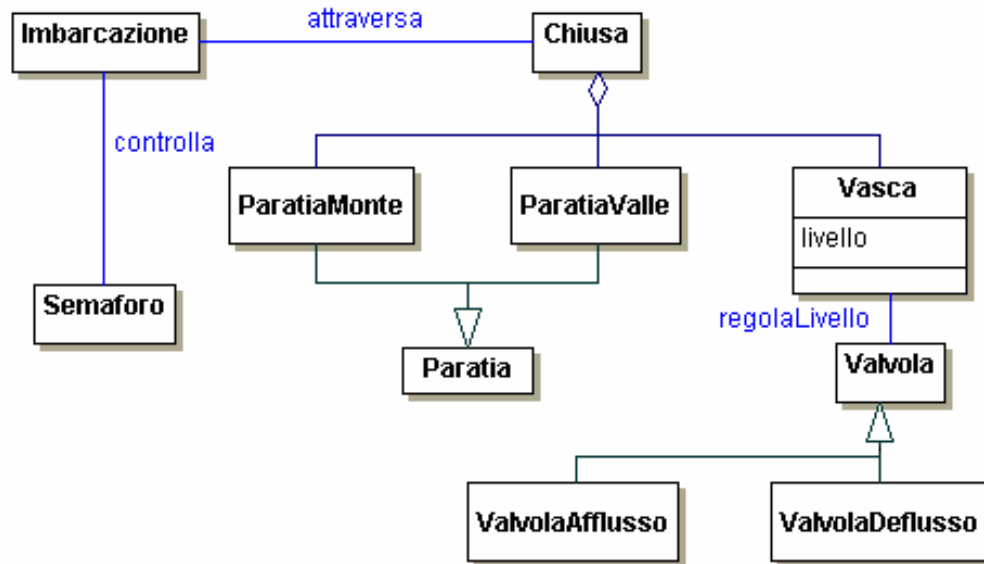 attraversa
Imbarcazione
Chiusa
controlla
ParatiaMonte
ParatiaValle
Vasca
livello
Semaforo
regolaLivello
Paratia
Valvola
ValvolaAfflusso
ValvolaDeflusso